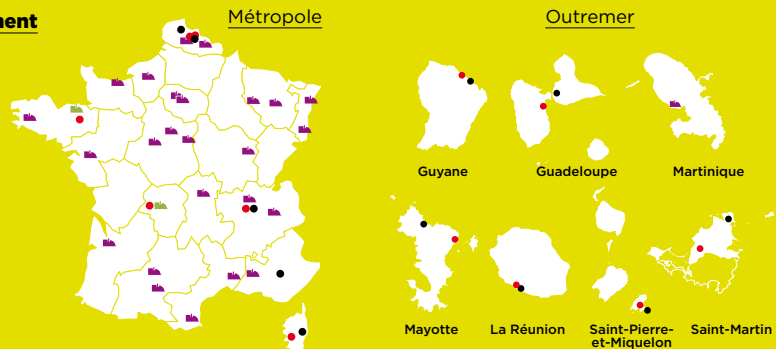 ment
Métropole
Outremer
Guyane
Guadeloupe
Martinique
Mayotte
La Réunion
Saint-Pierre-
et-Miquelon
Saint-Martin